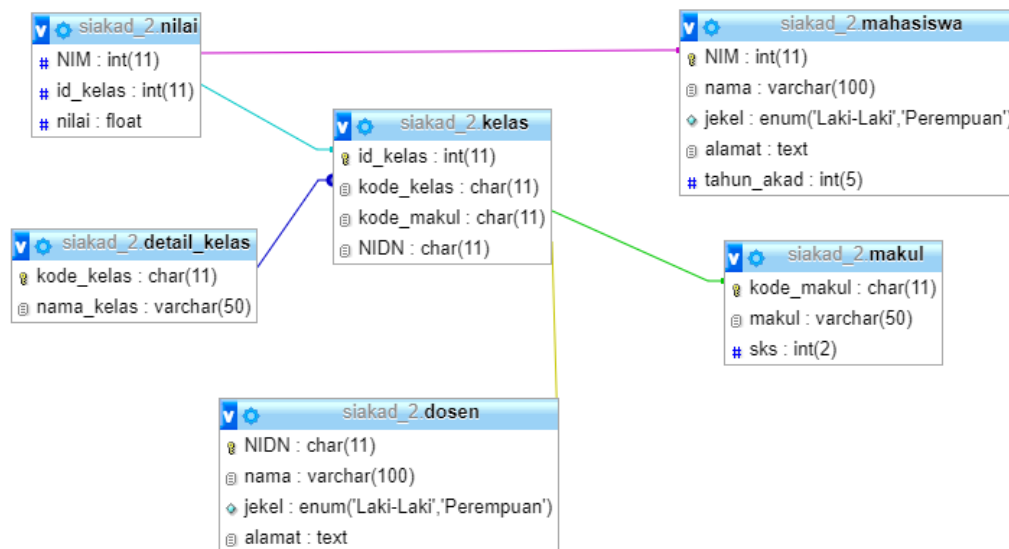 siakad_2.nilai
# NIM : int(11)
# id_kelas : int(11)
# nilai : float
siakad_2.mahasiswa
NIM : int(11)
nama : varchar(100)
jekel : enum('Laki-Laki','Perempuan')
alamat : text
# tahun_akad : int(5)
siakad_2.kelas
id_kelas : int(11)
kode_kelas : char(11)
kode_makul : char(11)
NIDN : char(11)
siakad_2.detail_kelas
kode_kelas : char(11)
nama_kelas : varchar(50)
siakad_2.makul
kode_makul : char(11)
makul : varchar(50)
# sks : int(2)
siakad_2.dosen
NIDN : char(11)
nama : varchar(100)
jekel : enum('Laki-Laki','Perempuan')
alamat : text